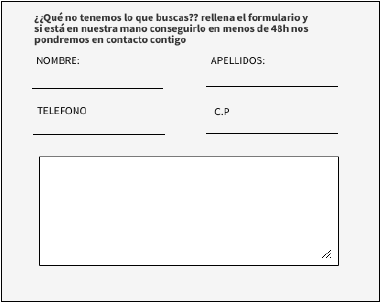 ¿¿Qué no tenemos lo que buscas?? rellena el formulario y
si está en nuestra mano conseguirlo en menos de 48h nos
pondremos en contacto contigo
NOMBRE: APELLIDOS:
TELEFONO C.P